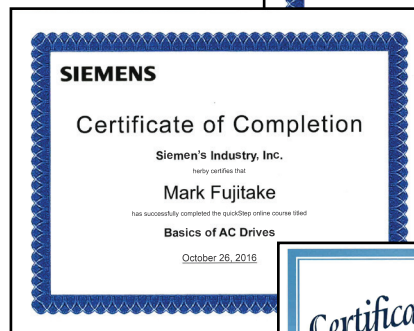 SIEMENS
Certificate of Completion
Siemen's Industry, Inc.
herby certifies that
Mark Fujitake
has successfully completed the quickStep online course titled
Basics of AC Drives
October 26, 2016